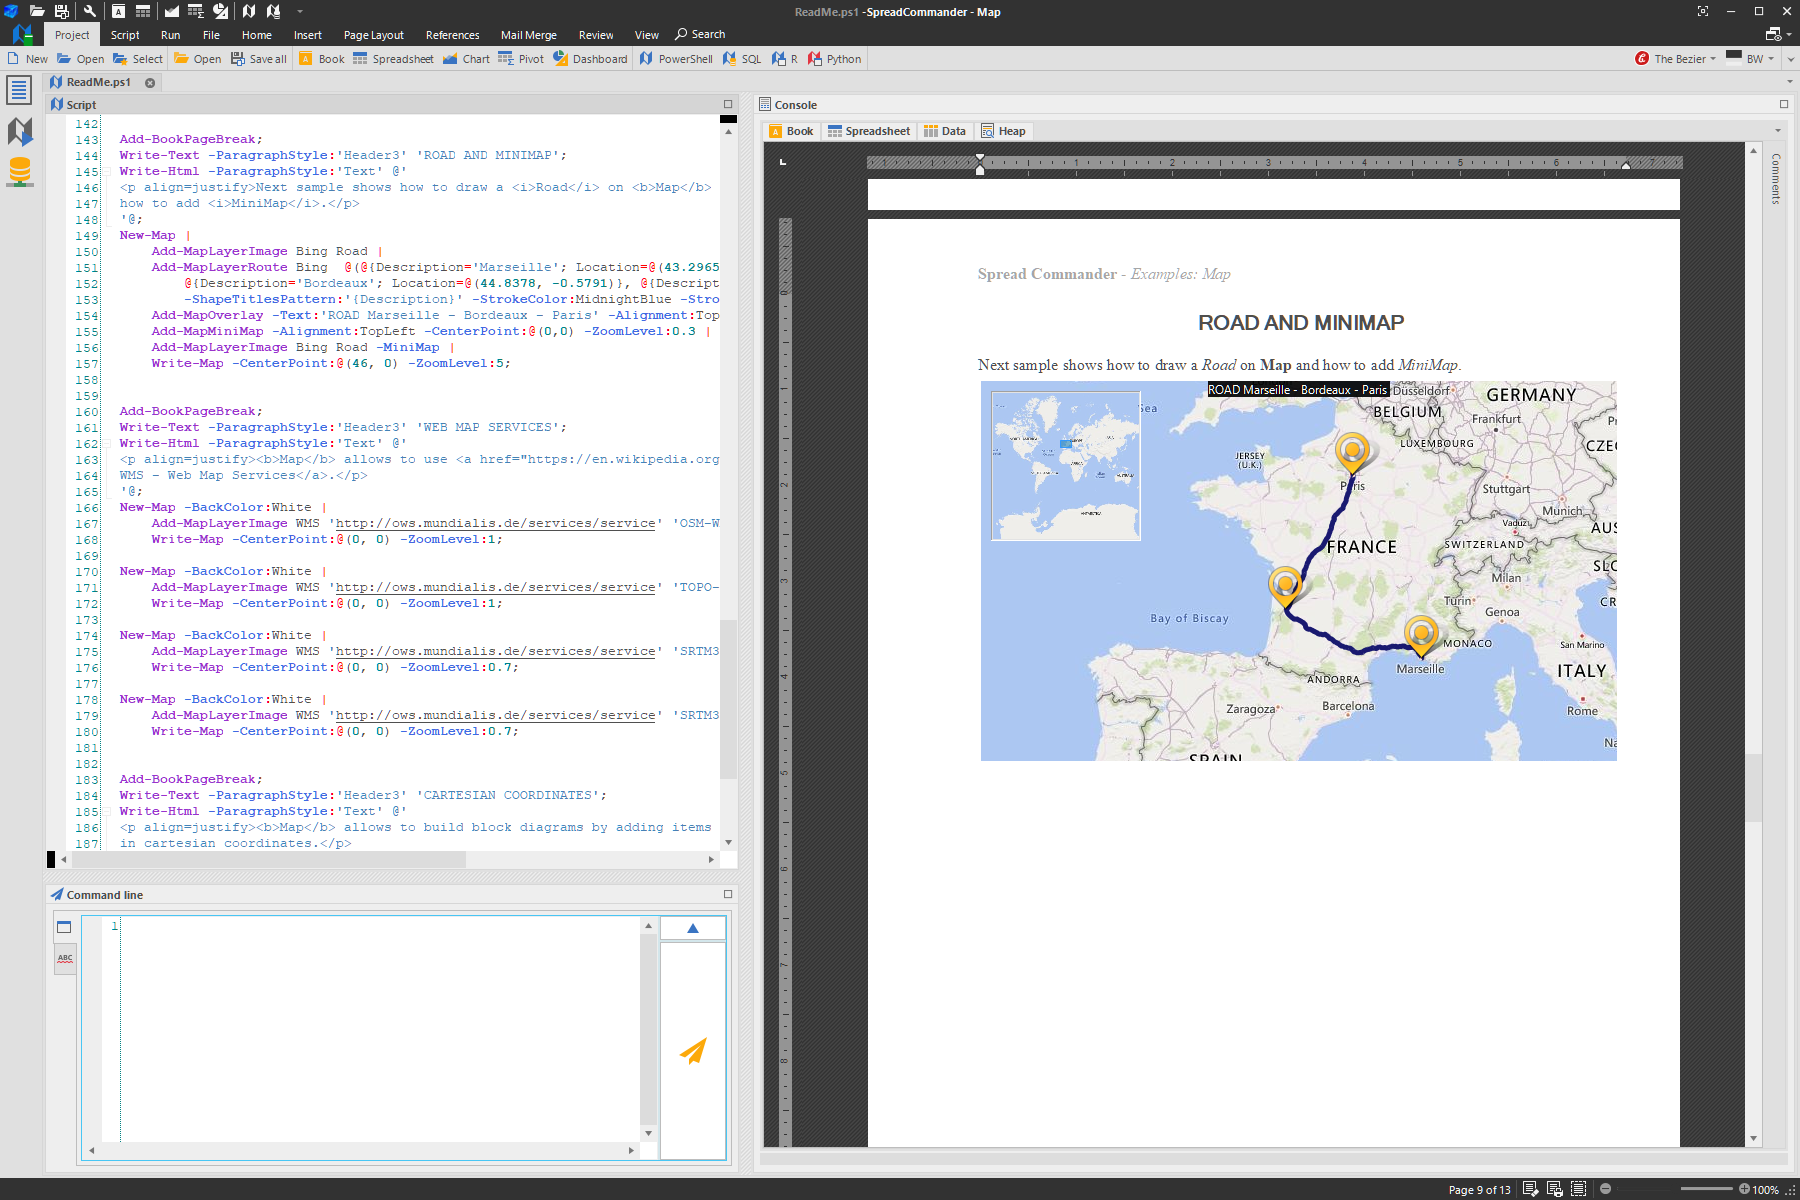 ReadMe.ps1 -SpreadCommander - Map
Project Script Run File Home Insert Page Layout References Mail Merge Review View Search
New Open Select Open Save all Book Spreadsheet Chart Pivot Dashboard PowerShell SQL R Python The Bezier BW
ReadMe.ps1
Script
142
143 Add-BookPageBreak;
144 Write-Text -ParagraphStyle:'Header3' 'ROAD AND MINIMAP';
145 Write-Html -ParagraphStyle:'Text' @'
146 <p align=justify>Next sample shows how to draw a <i>Road</i> on <b>Map</b>
147 how to add <i>MiniMap</i>.</p>
148 '@;
149 New-Map |
150 Add-MapLayerImage Bing Road |
151 Add-MapLayerRoute Bing @(@{Description='Marseille'; Location=@(43.2965
152 @{Description='Bordeaux'; Location=@(44.8378, -0.5791)}, @{Descript
153 -ShapeTitlesPattern:'{Description}' -StrokeColor:MidnightBlue -Stro
154 Add-MapOverlay -Text:'ROAD Marseille - Bordeaux - Paris' -Alignment:Top
155 Add-MapMiniMap -Alignment:TopLeft -CenterPoint:@(0,0) -ZoomLevel:0.3 |
156 Add-MapLayerImage Bing Road -MiniMap |
157 Write-Map -CenterPoint:@(46, 0) -ZoomLevel:5;
158
159
160 Add-BookPageBreak;
161 Write-Text -ParagraphStyle:'Header3' 'WEB MAP SERVICES';
162 Write-Html -ParagraphStyle:'Text' @'
163 <p align=justify><b>Map</b> allows to use <a href="https://en.wikipedia.org
164 WMS - Web Map Services</a>.</p>
165 '@;
166 New-Map -BackColor:White |
167 Add-MapLayerImage WMS 'http://ows.mundialis.de/services/service' 'OSM-W
168 Write-Map -CenterPoint:@(0, 0) -ZoomLevel:1;
169
170 New-Map -BackColor:White |
171 Add-MapLayerImage WMS 'http://ows.mundialis.de/services/service' 'TOPO-
172 Write-Map -CenterPoint:@(0, 0) -ZoomLevel:1;
173
174 New-Map -BackColor:White |
175 Add-MapLayerImage WMS 'http://ows.mundialis.de/services/service' 'SRTM3
176 Write-Map -CenterPoint:@(0, 0) -ZoomLevel:0.7;
177
178 New-Map -BackColor:White |
179 Add-MapLayerImage WMS 'http://ows.mundialis.de/services/service' 'SRTM3
180 Write-Map -CenterPoint:@(0, 0) -ZoomLevel:0.7;
181
182
183 Add-BookPageBreak;
184 Write-Text -ParagraphStyle:'Header3' 'CARTESIAN COORDINATES';
185 Write-Html -ParagraphStyle:'Text' @'
186 <p align=justify><b>Map</b> allows to build block diagrams by adding items
187 in cartesian coordinates.</p>
Command line
1
ABC
Console
Book Spreadsheet Data Heap
Comments
1 1 2 3 4 5 6 7
0
1
2
3
4
5
6
7
8
Spread Commander - Examples: Map
ROAD AND MINIMAP
Next sample shows how to draw a Road on Map and how to add MiniMap.
ROAD Marseille - Bordeaux - Paris
Düsseldorf
GERMANY
Sea
BELGIUM
Frankfurt
LUXEMBOURG
CZE
JERSEY
(U.K.)
Paris
Stuttgart
Munich
Vaduz
AUS
FRANCE
SWITZERLAND
SLO
Milan
CR
Turin
Genoa
Bay of Biscay
MONACO
San Marino
Marseille
ITALY
ANDORRA
Zaragoza
Barcelona
Rome
Na
SPAIN
Page 9 of 13
100%